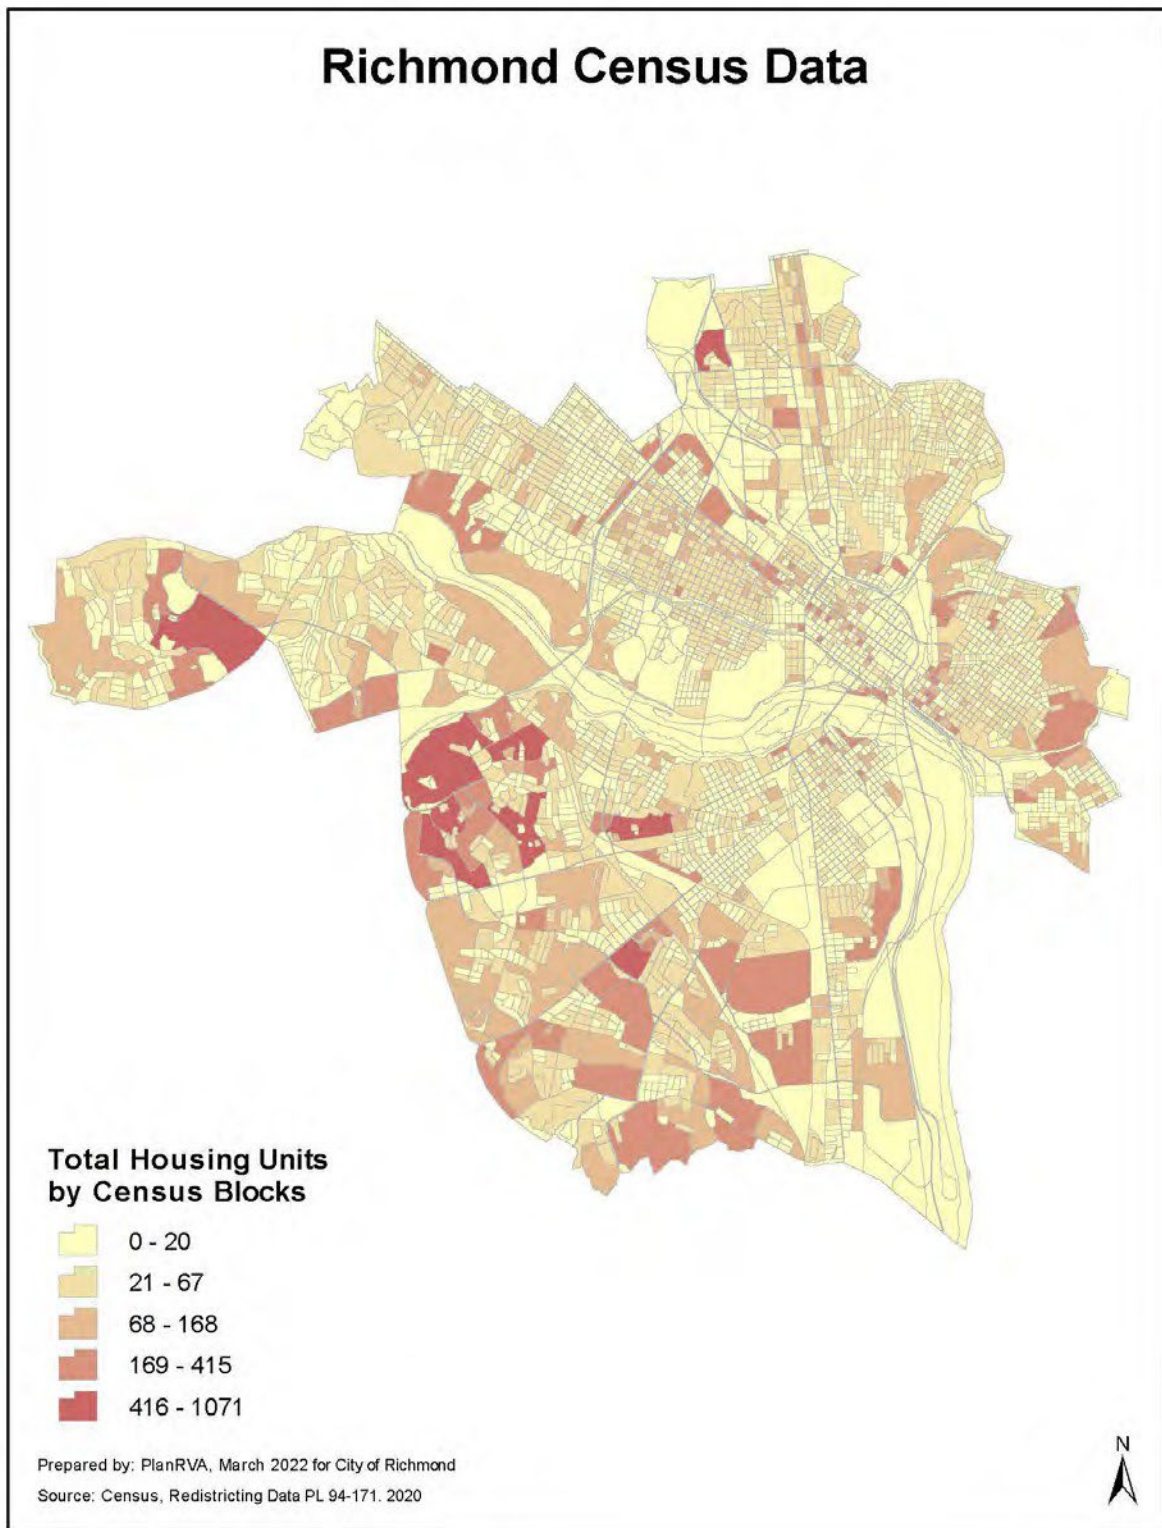 Richmond Census Data
Total Housing Units
by Census Blocks
0 - 20
21 - 67
68 - 168
169 - 415
416 - 1071
Prepared by: PlanRVA, March 2022 for City of Richmond
Source: Census, Redistricting Data PL 94-171. 2020
N